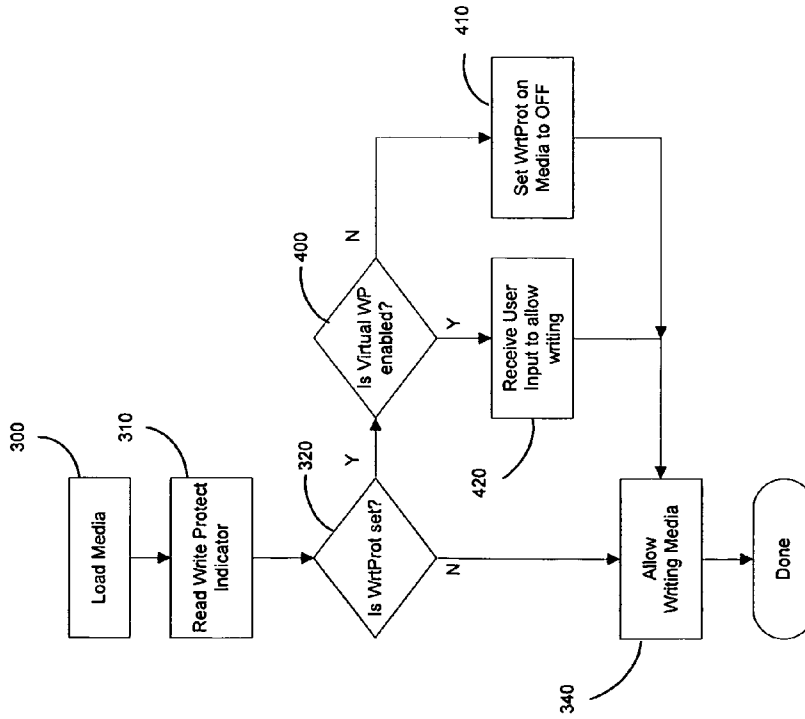 300
Load Media
310
Read Write Protect
Indicator
320
Is WrtProt set?
Y
N
400
Is Virtual WP
enabled?
N
Y
410
Set WrtProt on
Media to OFF
Receive User
Input to allow
writing
420
Allow
Writing Media
340
Done